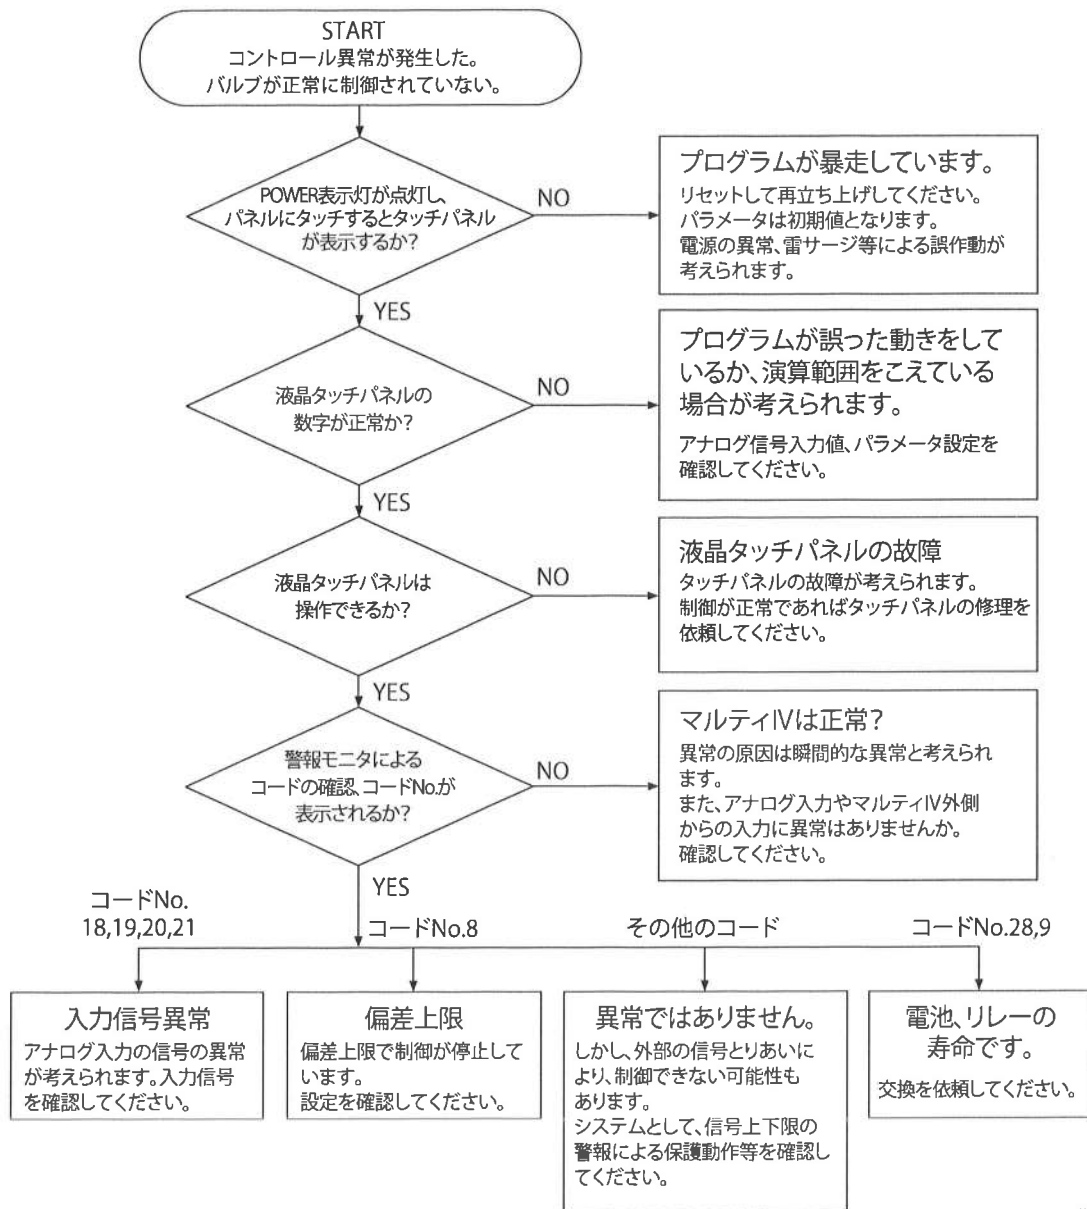 START
コントロール異常が発生した。
バルブが正常に制御されていない。
POWER表示灯が点灯し、
パネルにタッチするとタッチパネル
が表示するか?
NO
プログラムが暴走しています。
リセットして再立ち上げしてください。
パラメータは初期値となります。
電源の異常、雷サージ等による誤作動が
考えられます。
YES
液晶タッチパネルの
数字が正常か?
NO
プログラムが誤った動きをして
いるか、演算範囲をこえている
場合が考えられます。
アナログ信号入力値、パラメータ設定を
確認してください。
YES
液晶タッチパネルは
操作できるか?
NO
液晶タッチパネルの故障
タッチパネルの故障が考えられます。
制御が正常であればタッチパネルの修理を
依頼してください。
YES
警報モニタによる
コードの確認、コードNo.が
表示されるか?
NO
マルティⅣは正常?
異常の原因は瞬間的な異常と考えられ
ます。
また、アナログ入力やマルティⅣ外側
からの入力に異常はありませんか。
確認してください。
YES
コードNo.
18,19,20,21
コードNo.8
その他のコード
コードNo.28,9
入力信号異常
アナログ入力の信号の異常
が考えられます。入力信号
を確認してください。
偏差上限
偏差上限で制御が停止して
います。
設定を確認してください。
異常ではありません。
しかし、外部の信号とりあいに
より、制御できない可能性も
あります。
システムとして、信号上下限の
警報による保護動作等を確認し
てください。
電池、リレーの
寿命です。
交換を依頼してください。